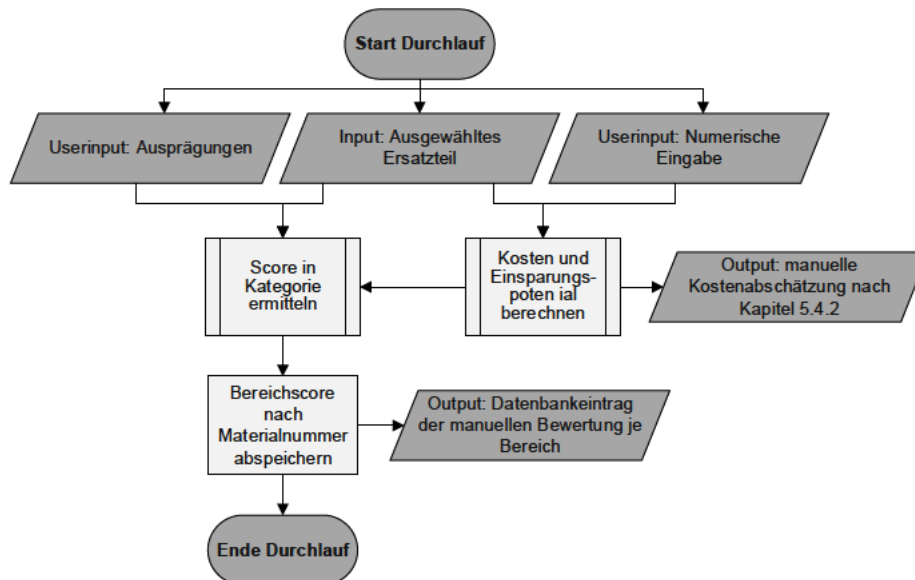 Start Durchlauf
Userinput: Ausprägungen
Input: Ausgewähltes
Ersatzteil
Userinput: Numerische
Eingabe
Score in
Kategorie
ermitteln
Kosten und
Einsparungs-
poten ial
berechnen
Output: manuelle
Kostenabschätzung nach
Kapitel 5.4.2
Bereichscore
nach
Materialnummer
abspeichern
Output: Datenbankeintrag
der manuellen Bewertung je
Bereich
Ende Durchlauf